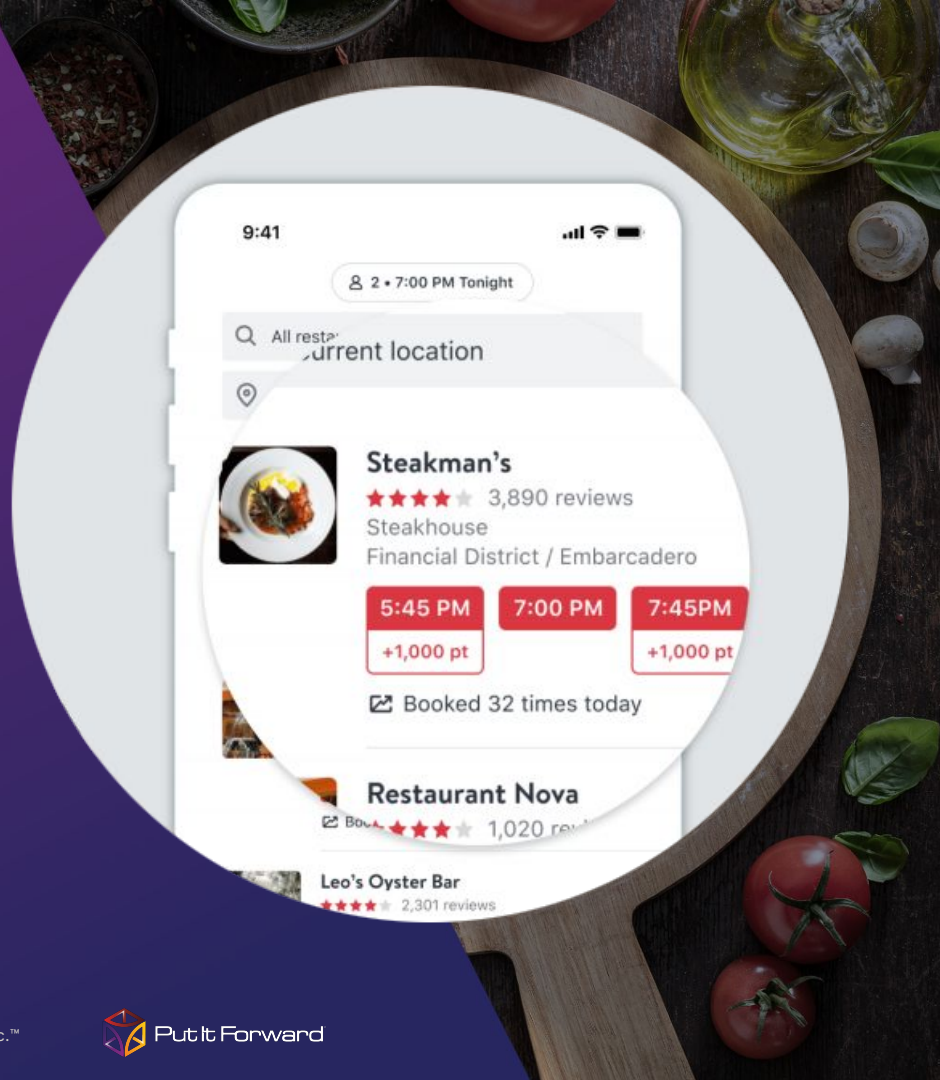 9:41
2 • 7:00 PM Tonight
All
current location
Steakman's
3,890 reviews
Steakhouse
Financial District / Embarcadero
5:45 PM 7:00 PM 7:45PM
+1,000 pt +1,000 pt
Booked 32 times today
Restaurant Nova
1,020
Leo's Oyster Bar
2,301 reviews
c.™ Put It Forward